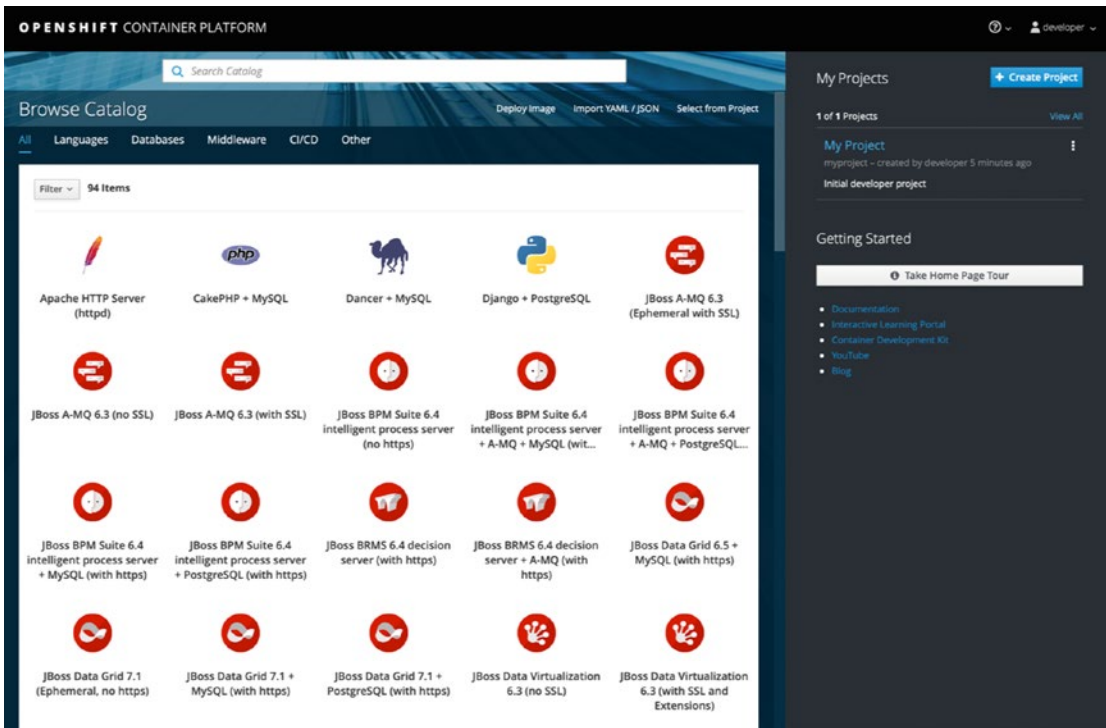 OPENSHIFT CONTAINER PLATFORM
developer
Search Catalog
Browse Catalog
Deploy Image Import YAML / JSON Select from Project
All Languages Databases Middleware CI/CD Other
Filter 94 Items
php
Apache HTTP Server
(httpd)
CakePHP + MySQL
Dancer + MySQL
Django + PostgreSQL
JBoss A-MQ 6.3
(Ephemeral with SSL)
JBoss A-MQ 6.3 (no SSL)
JBoss A-MQ 6.3 (with SSL)
JBoss BPM Suite 6.4
intelligent process server
(no https)
JBoss BPM Suite 6.4
intelligent process server
+ A-MQ + MySQL (wit...
JBoss BPM Suite 6.4
intelligent process server
+ A-MQ + PostgreSQL...
JBoss BPM Suite 6.4
intelligent process server
+ MySQL (with https)
JBoss BPM Suite 6.4
intelligent process server
+ PostgreSQL (with https)
JBoss BRMS 6.4 decision
server (with https)
JBoss BRMS 6.4 decision
server + A-MQ (with
https)
JBoss Data Grid 6.5 +
MySQL (with https)
JBoss Data Grid 7.1
(Ephemeral, no https)
JBoss Data Grid 7.1 +
MySQL (with https)
JBoss Data Grid 7.1 +
PostgreSQL (with https)
JBoss Data Virtualization
6.3 (no SSL)
JBoss Data Virtualization
6.3 (with SSL and
Extensions)
My Projects
+ Create Project
1 of 1 Projects
View All
My Project
myproject – created by developer 5 minutes ago
Initial developer project
Getting Started
Take Home Page Tour
Documentation
Interactive Learning Portal
Container Development Kit
YouTube
Blog